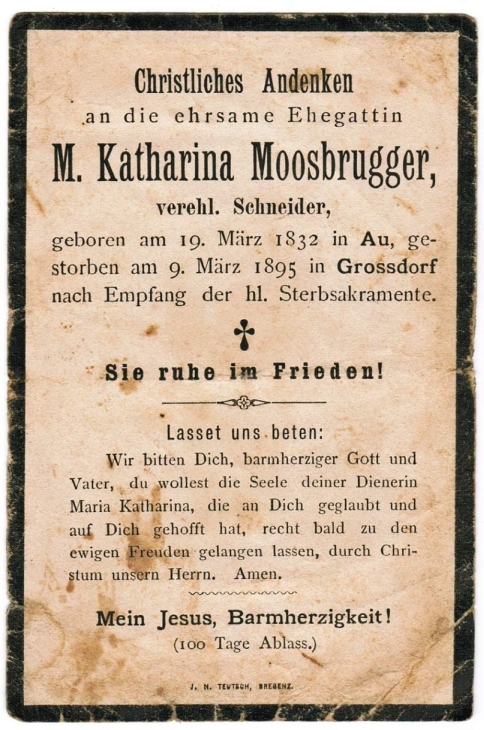 Christliches Andenken
an die ehrsame Ehegattin
M. Katharina Moosbrugger,
verehl. Schneider,
geboren am 19. März 1832 in Au, ge-
storben am 9. März 1895 in Grossdorf
nach Empfang der hl. Sterbsakramente.
Sie ruhe im Frieden!
Lasset uns beten:
Wir bitten Dich, barmherziger Gott und
Vater, du wollest die Seele deiner Dienerin
Maria Katharina, die an Dich geglaubt und
auf Dich gehofft hat, recht bald zu den
ewigen Freuden gelangen lassen, durch Chri-
stum unsern Herrn. Amen.
Mein Jesus, Barmherzigkeit!
(100 Tage Ablass.)
J. N. TEUTSCH, BREGENZ.